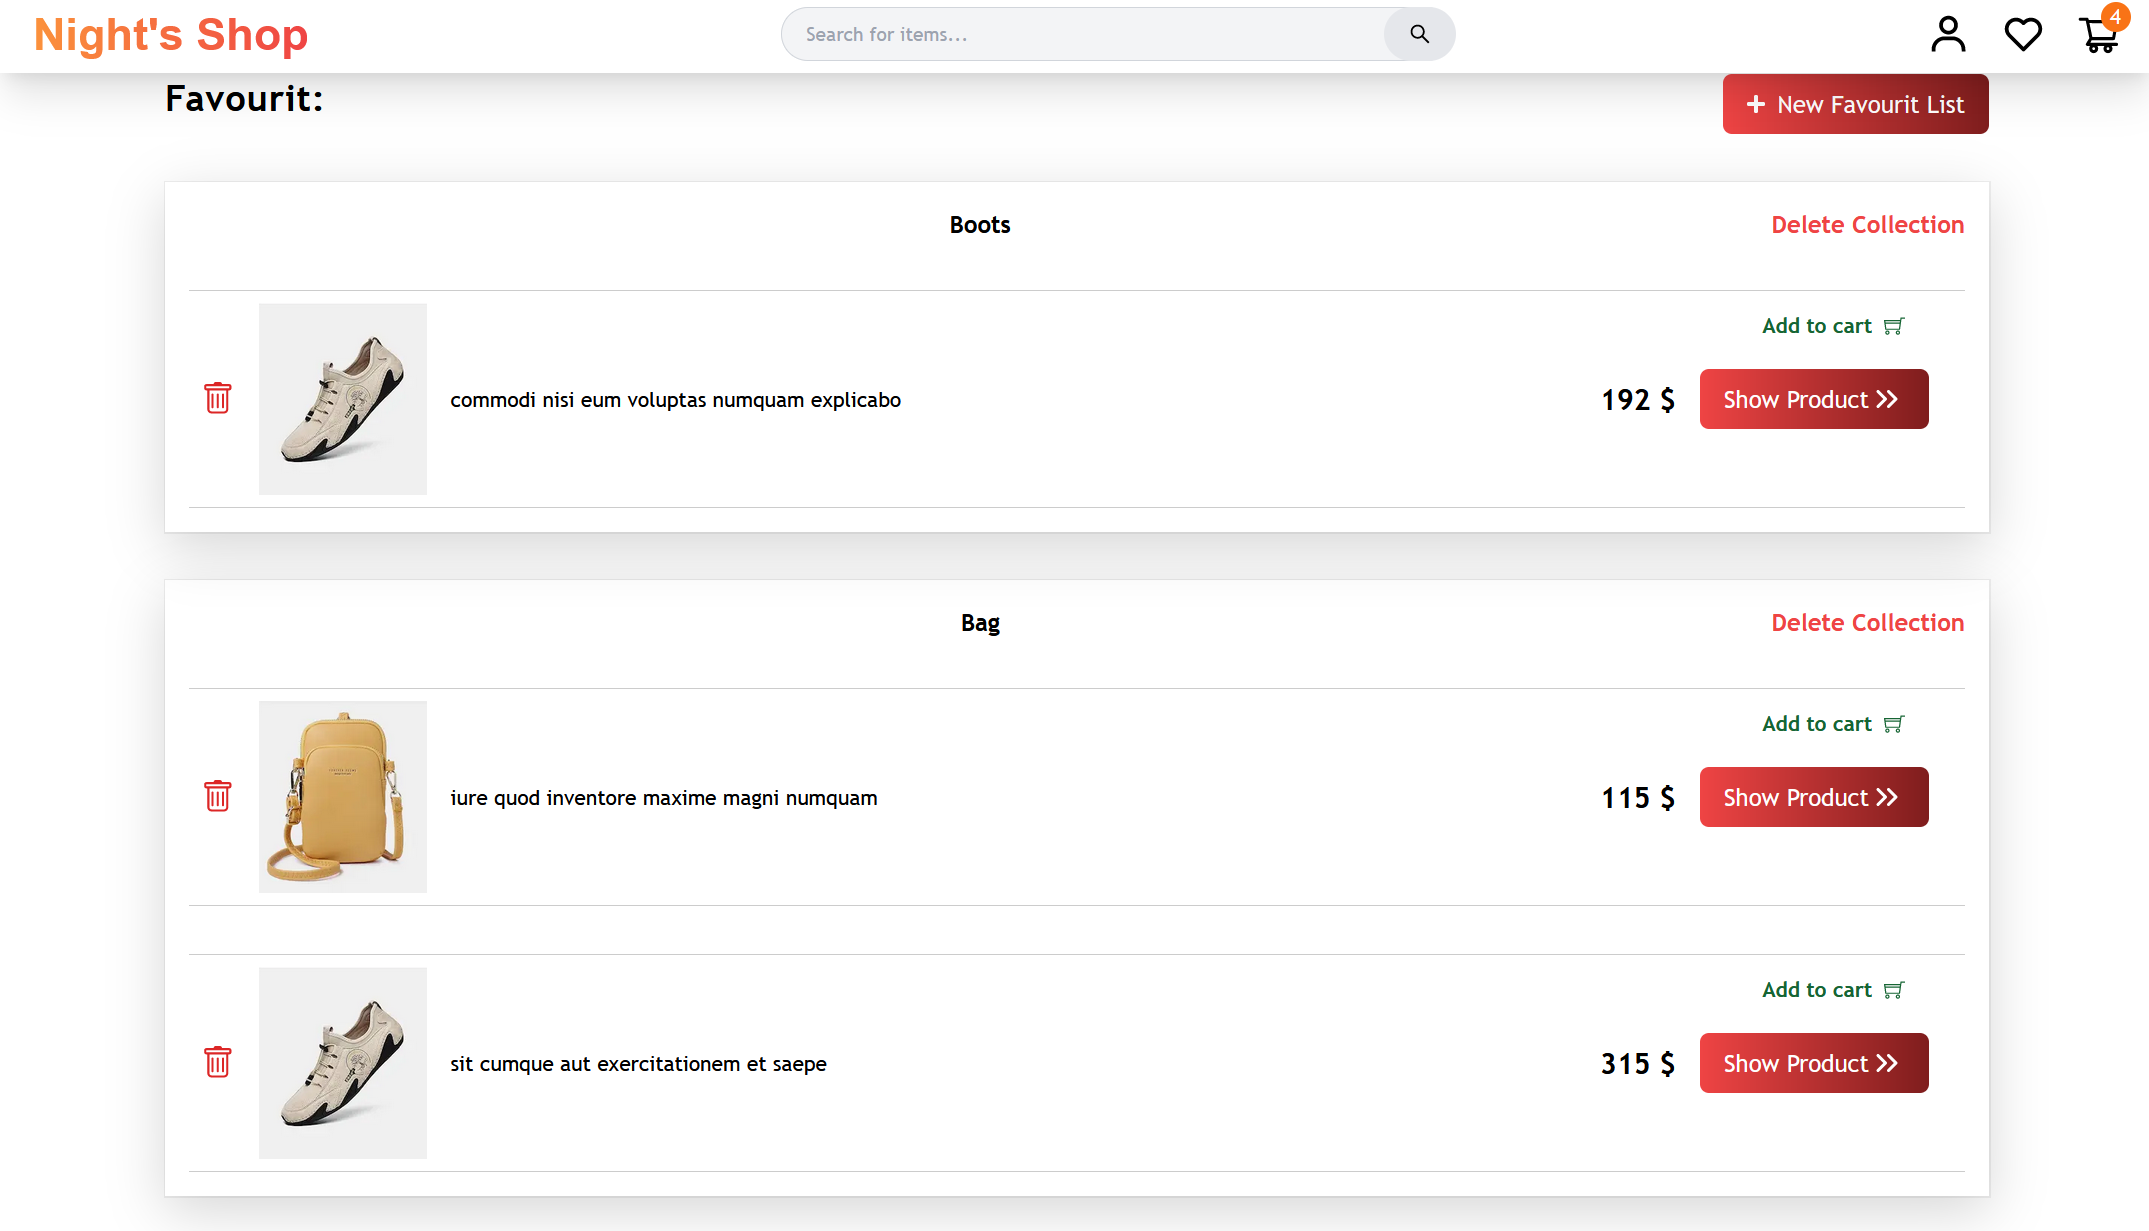 Night's Shop
Search for items...
4
Favourit:
New Favourit List
Boots
Delete Collection
Add to cart
commodi nisi eum voluptas numquam explicabo
192 $
Show Product
Bag
Delete Collection
Add to cart
iure quod inventore maxime magni numquam
115 $
Show Product
Add to cart
sit cumque aut exercitationem et saepe
315 $
Show Product